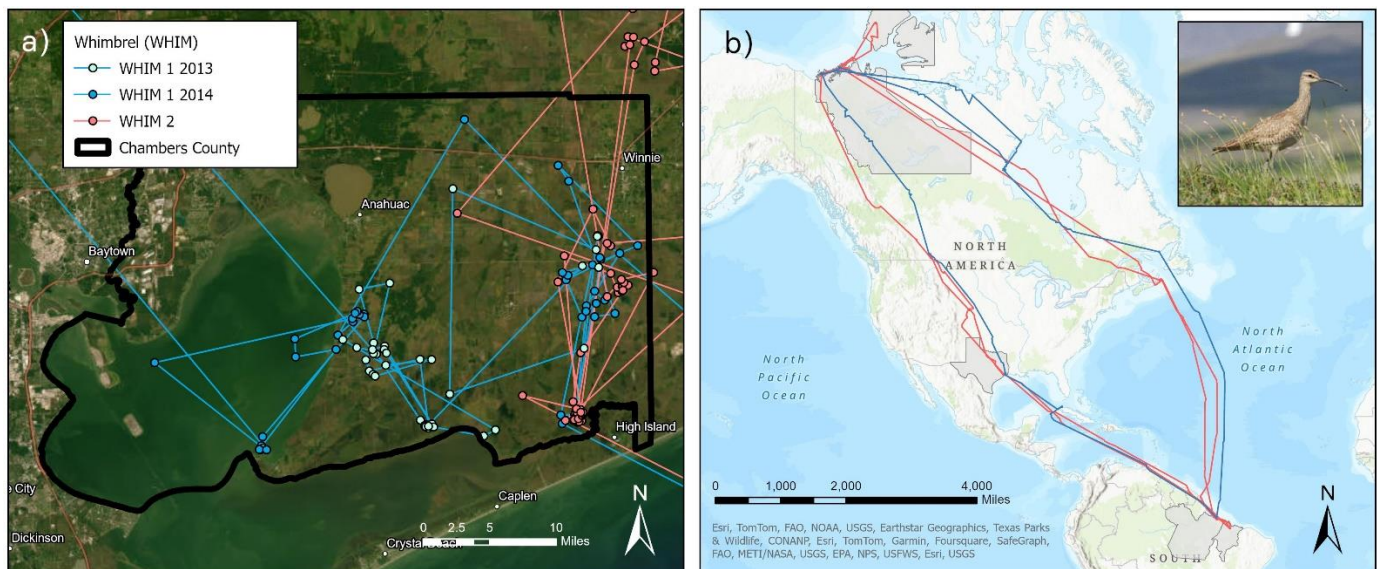 a)
Whimbrel (WHIM)
WHIM 1 2013
WHIM 1 2014
WHIM 2
Chambers County
Winnie
Anahuac
Baytown
High Island
e City
Caplen
Dickinson
Crystal Beach
N
0 2.5 5 10
Miles
b)
NORTH
AMERICA
North
Pacific
Ocean
North
Atlantic
Ocean
0 1,000 2,000 4,000
Miles
N
Esri, TomTom, FAO, NOAA, USGS, Earthstar Geographics, Texas Parks
& Wildlife, CONANP, Esri, TomTom, Garmin, Foursquare, SafeGraph,
FAO, METI/NASA, USGS, EPA, NPS, USFWS, Esri, USGS
SOUTH